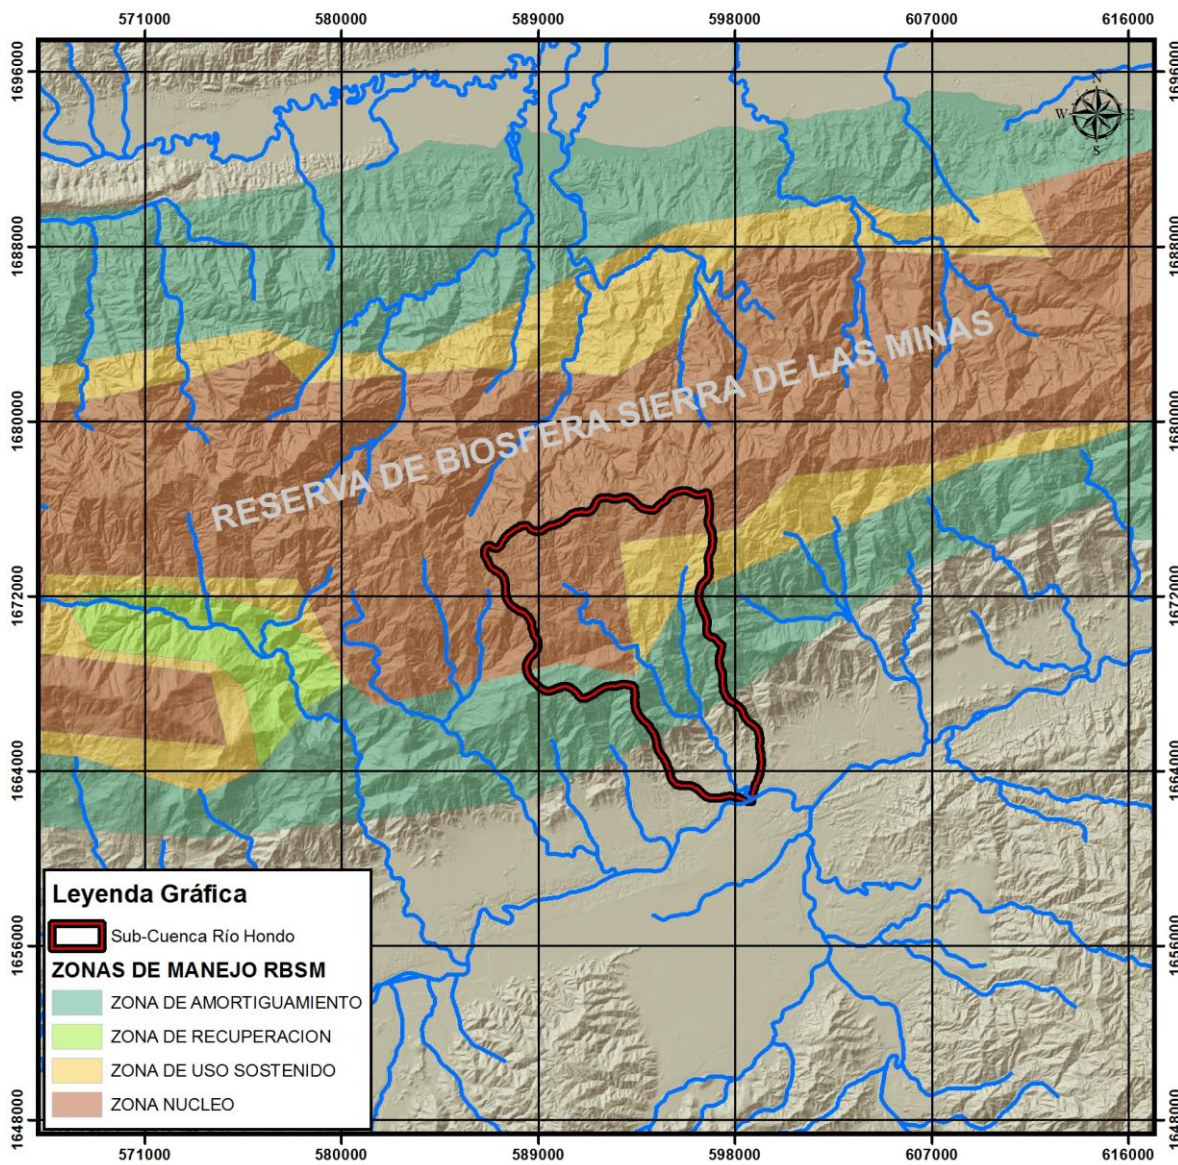 571000 580000 589000 598000 607000 616000
1696000 1696000
N
W E
S
1688000 1688000
RESERVA DE BIOSFERA SIERRA DE LAS MINAS
1680000 1680000
1672000 1672000
1664000 1664000
Leyenda Gráfica
Sub-Cuenca Río Hondo
ZONAS DE MANEJO RBSM
1656000 1656000
ZONA DE AMORTIGUAMIENTO
ZONA DE RECUPERACION
ZONA DE USO SOSTENIDO
ZONA NUCLEO
1648000 1648000
571000 580000 589000 598000 607000 616000